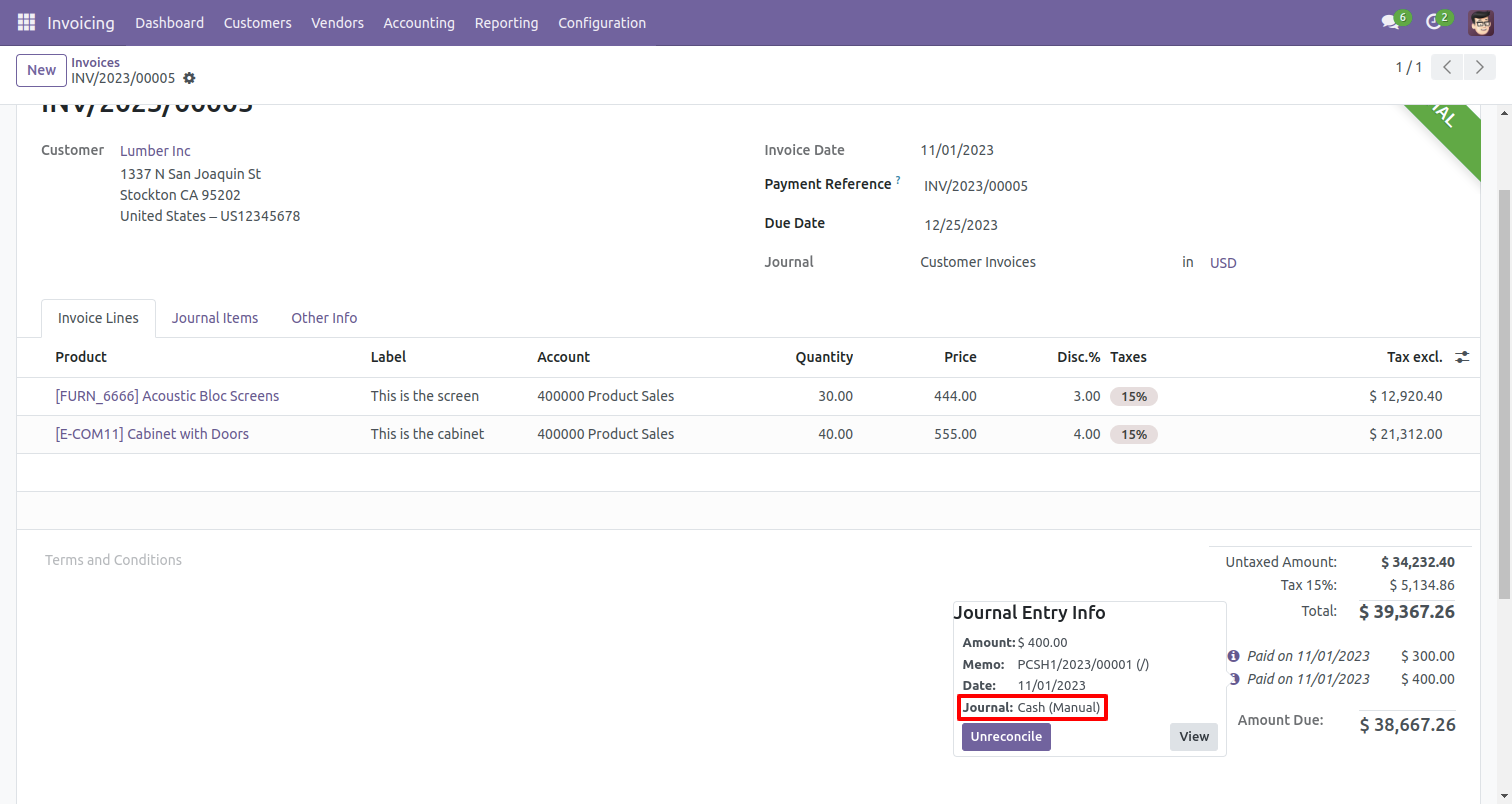 Invoicing Dashboard Customers Vendors Accounting Reporting Configuration 6 2
New Invoices
INV/2023/00005 1 / 1
INV/2023/00005
Customer Lumber Inc
1337 N San Joaquin St
Stockton CA 95202
United States – US12345678
Invoice Date 11/01/2023
Payment Reference ? INV/2023/00005
Due Date 12/25/2023
Journal Customer Invoices in USD
Invoice Lines Journal Items Other Info
Product Label Account Quantity Price Disc.% Taxes Tax excl.
[FURN_6666] Acoustic Bloc Screens This is the screen 400000 Product Sales 30.00 444.00 3.00 15% $ 12,920.40
[E-COM11] Cabinet with Doors This is the cabinet 400000 Product Sales 40.00 555.00 4.00 15% $ 21,312.00
Terms and Conditions
Untaxed Amount: $ 34,232.40
Tax 15%: $ 5,134.86
Total: $ 39,367.26
Paid on 11/01/2023 $ 300.00
Paid on 11/01/2023 $ 400.00
Amount Due: $ 38,667.26
Journal Entry Info
Amount: $ 400.00
Memo: PCSH1/2023/00001 (/)
Date: 11/01/2023
Journal: Cash (Manual)
Unreconcile View